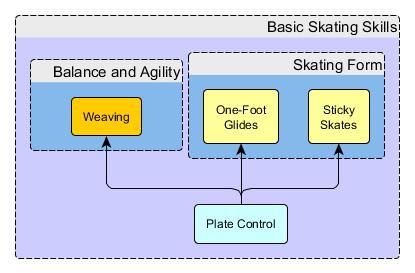 Basic Skating Skills
Balance and Agility
Skating Form
Weaving
One-Foot
Glides
Sticky
Skates
Plate Control